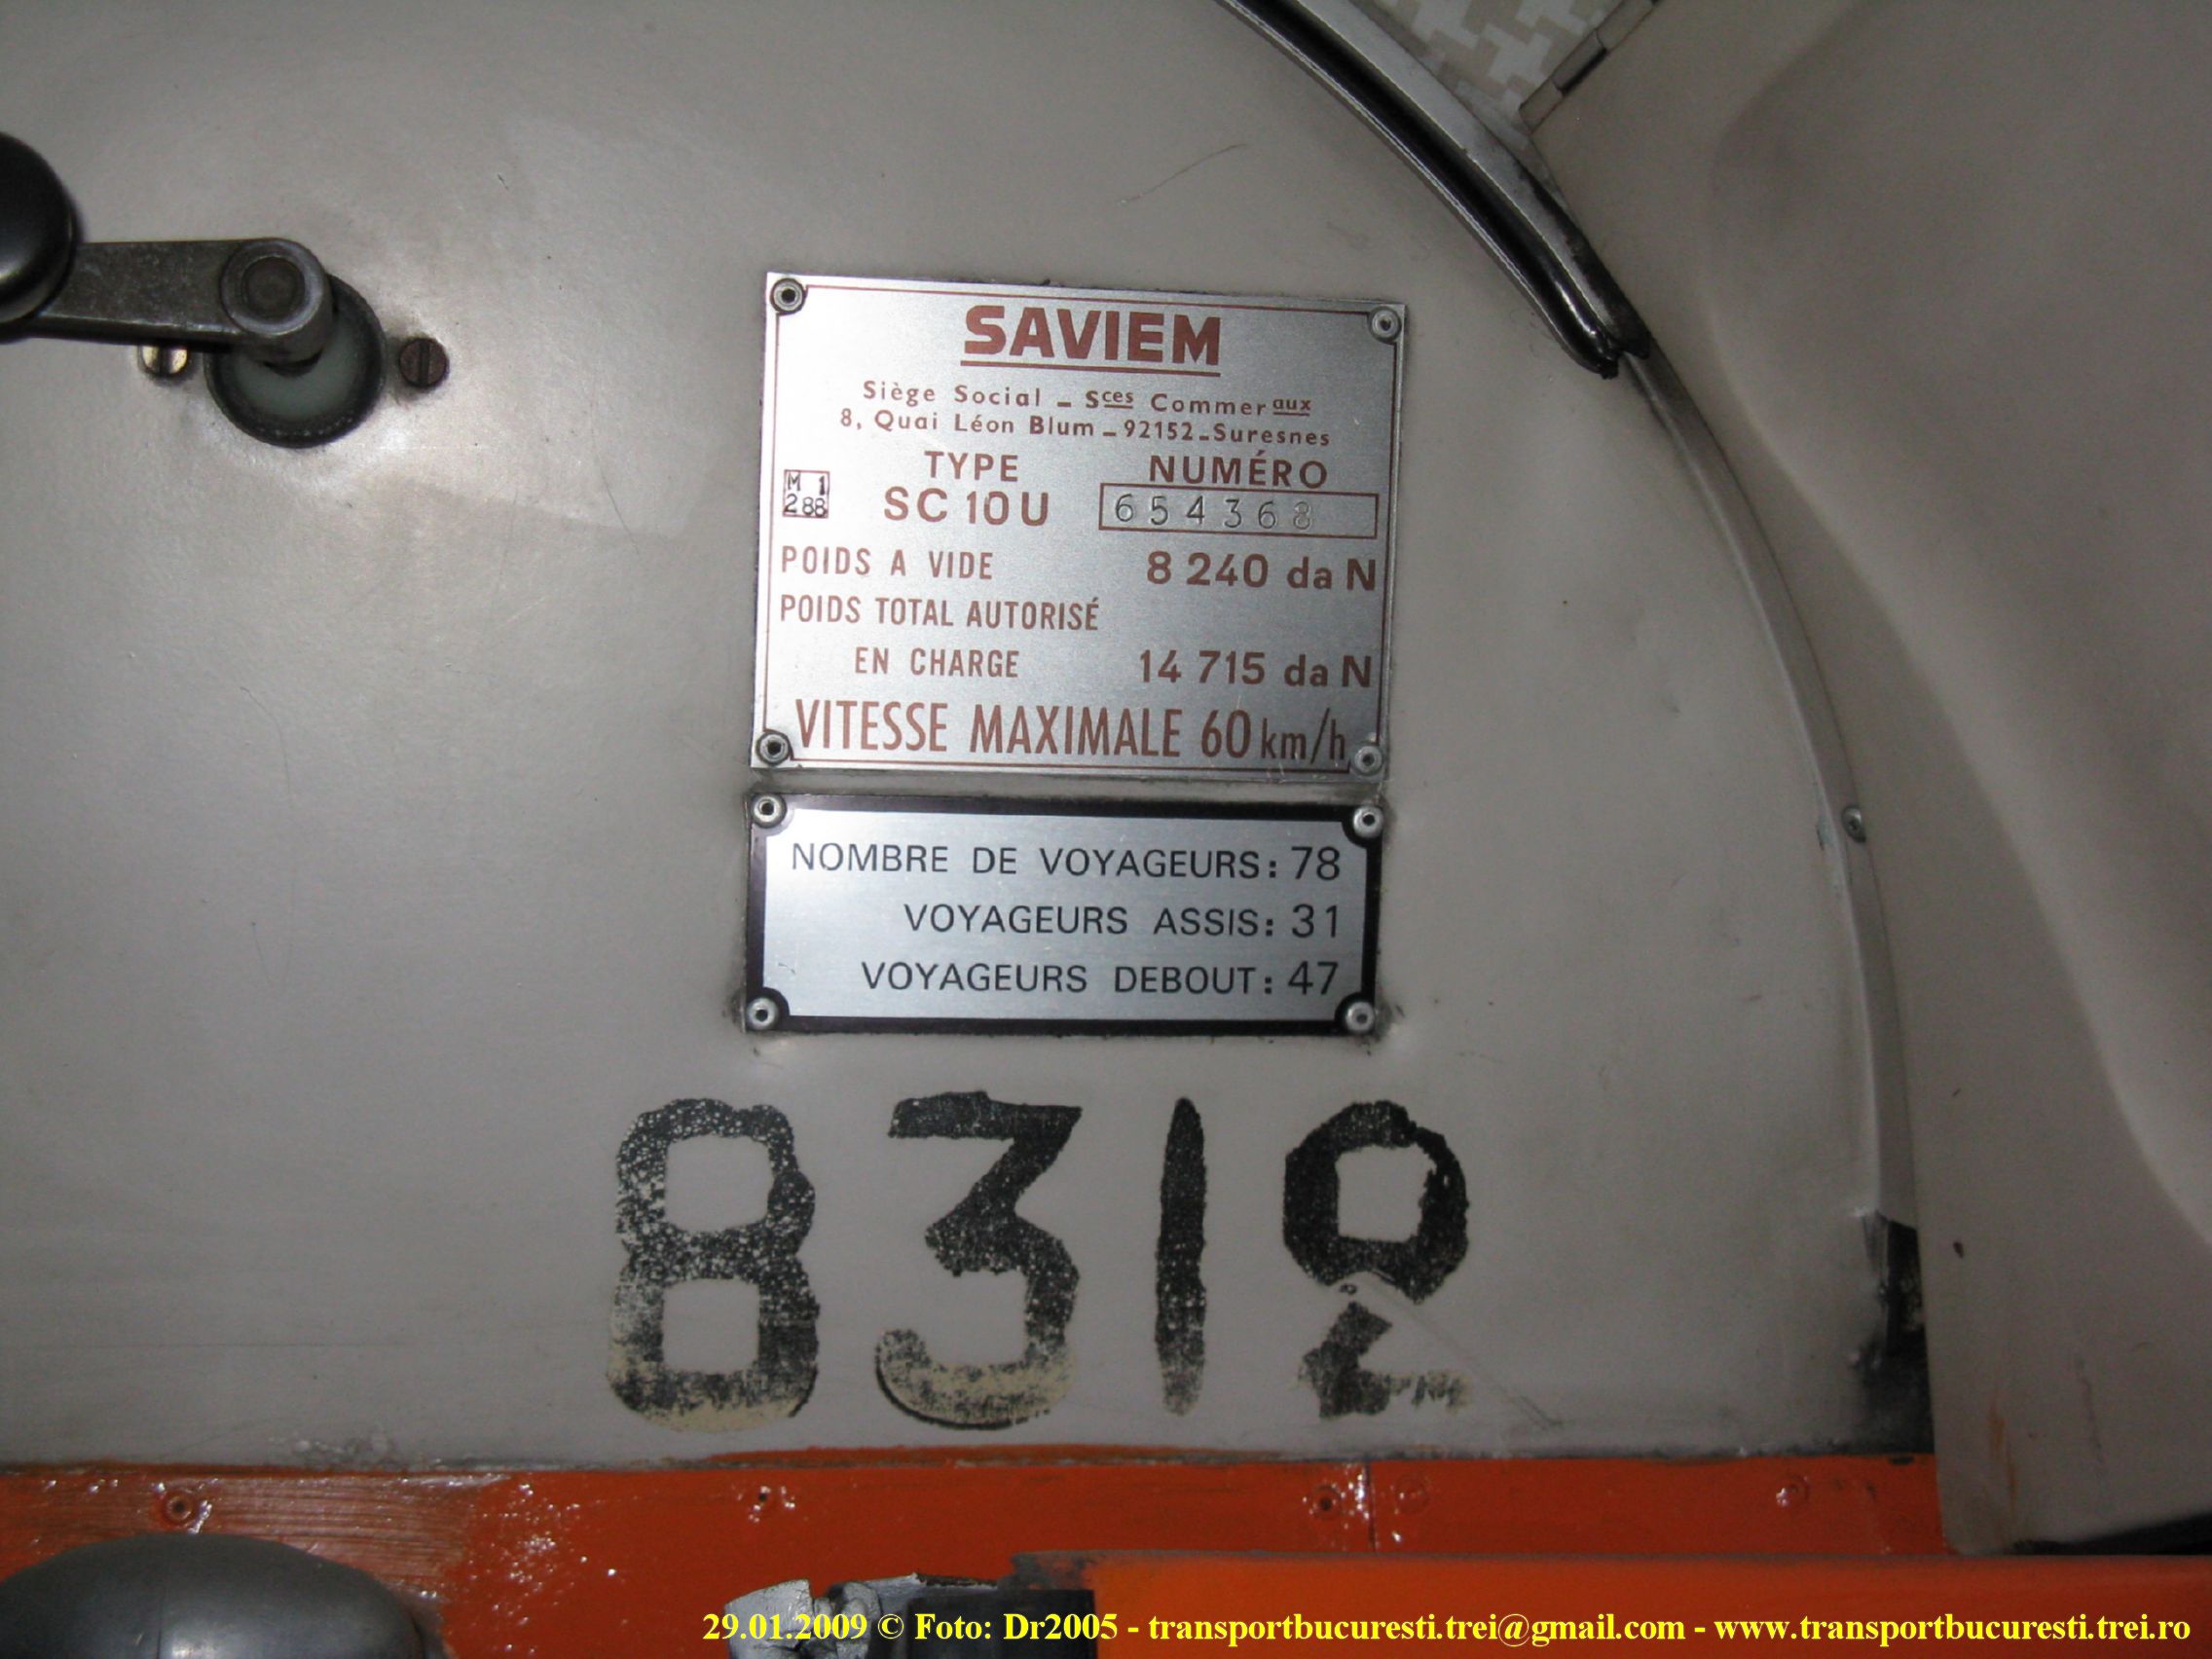 SAVIEM
Siège Social - Sces Commeraux
8, Quai Léon Blum - 92152 - Suresnes
TYPE NUMÉRO
M 1
288
SC 10 U 654368
POIDS A VIDE 8 240 da N
POIDS TOTAL AUTORISÉ
EN CHARGE 14 715 da N
VITESSE MAXIMALE 60 km/h
NOMBRE DE VOYAGEURS: 78
VOYAGEURS ASSIS: 31
VOYAGEURS DEBOUT: 47
8318
29.01.2009 © Foto: Dr2005 - transportbucuresti.trei@gmail.com - www.transportbucuresti.trei.ro